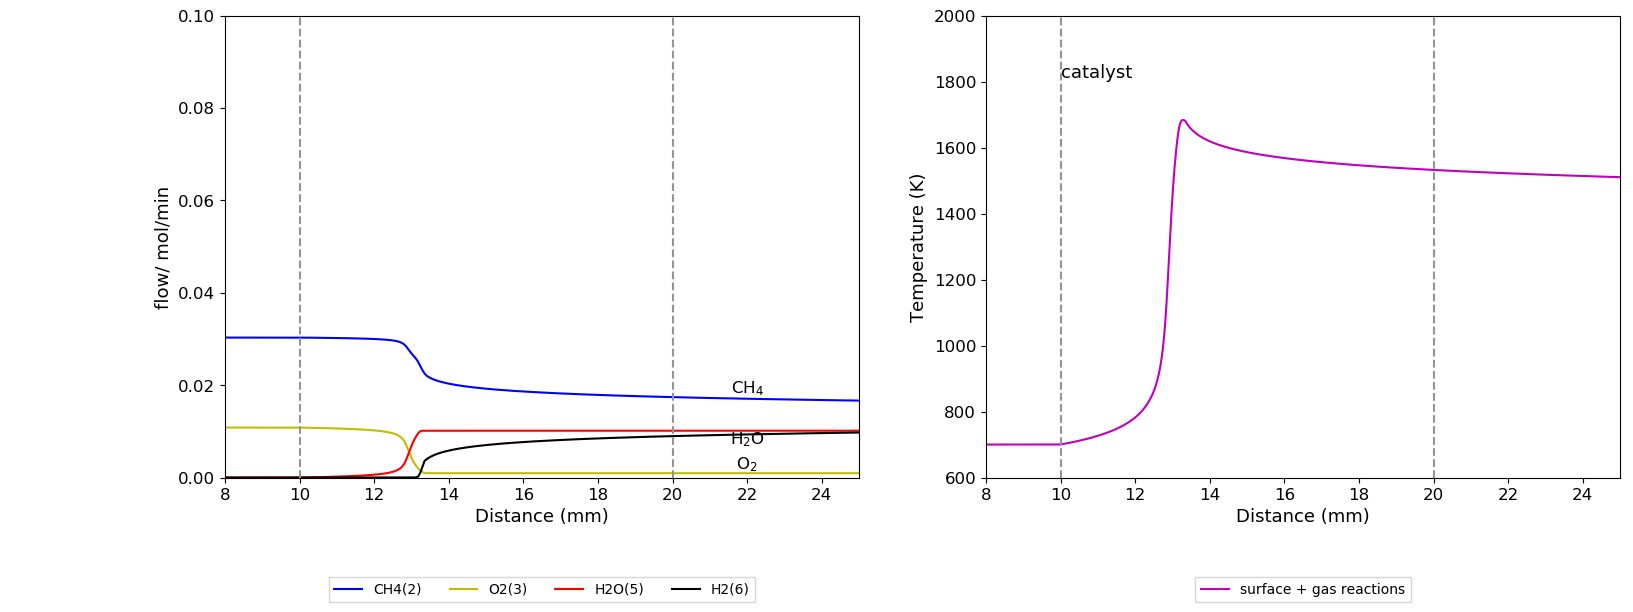 0.10
0.08
0.06
0.04
0.02
0.00
flow/ mol/min
8 10 12 14 16 18 20 22 24
Distance (mm)
CH₄
H₂O
O₂
CH4(2) O2(3) H2O(5) H2(6)
2000
1800
1600
1400
1200
1000
800
600
Temperature (K)
catalyst
8 10 12 14 16 18 20 22 24
Distance (mm)
surface + gas reactions